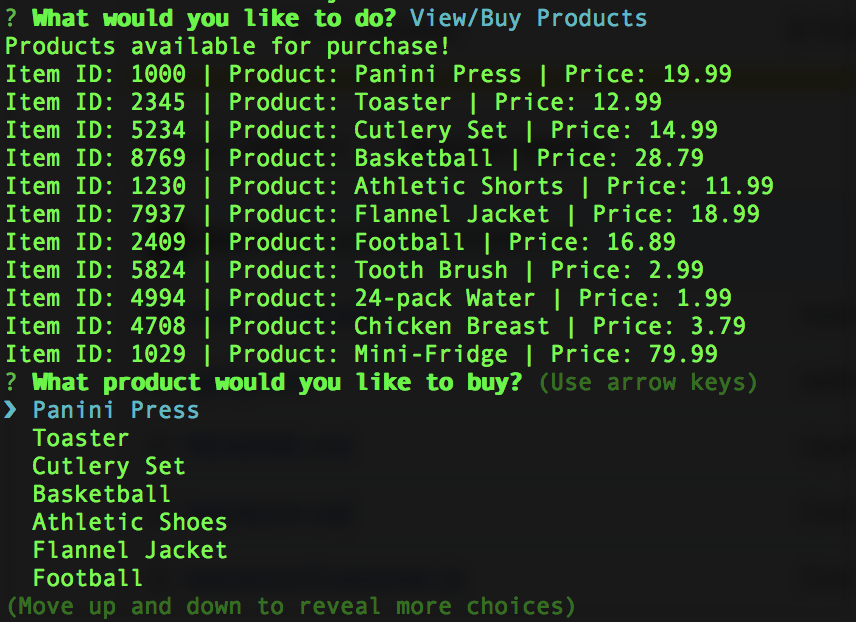 ? What would you like to do? View/Buy Products
Products available for purchase!
Item ID: 1000 | Product: Panini Press | Price: 19.99
Item ID: 2345 | Product: Toaster | Price: 12.99
Item ID: 5234 | Product: Cutlery Set | Price: 14.99
Item ID: 8769 | Product: Basketball | Price: 28.79
Item ID: 1230 | Product: Athletic Shorts | Price: 11.99
Item ID: 7937 | Product: Flannel Jacket | Price: 18.99
Item ID: 2409 | Product: Football | Price: 16.89
Item ID: 5824 | Product: Tooth Brush | Price: 2.99
Item ID: 4994 | Product: 24-pack Water | Price: 1.99
Item ID: 4708 | Product: Chicken Breast | Price: 3.79
Item ID: 1029 | Product: Mini-Fridge | Price: 79.99
? What product would you like to buy? (Use arrow keys)
❯ Panini Press
Toaster
Cutlery Set
Basketball
Athletic Shoes
Flannel Jacket
Football
(Move up and down to reveal more choices)